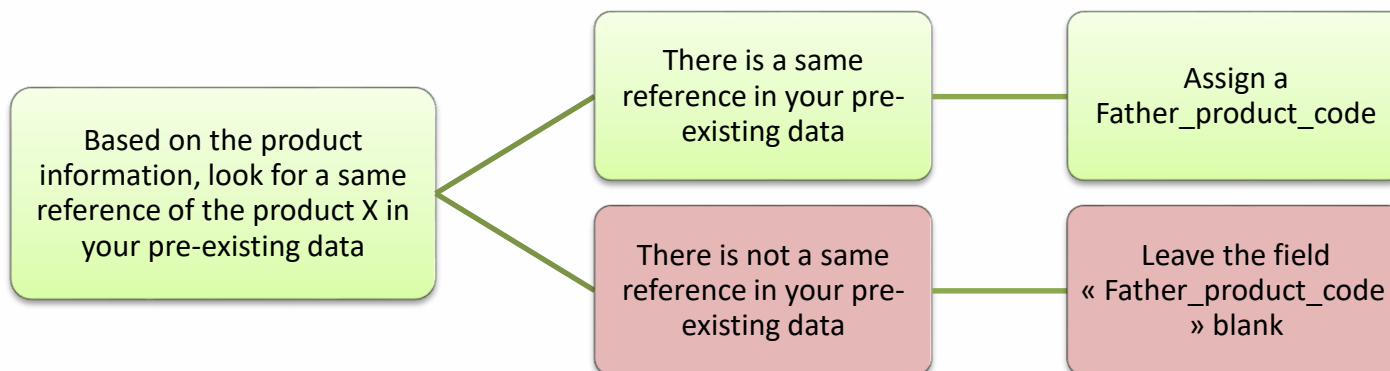 Based on the product
information, look for a same
reference of the product X in
your pre-existing data
There is a same
reference in your pre-
existing data
Assign a
Father_product_code
There is not a same
reference in your pre-
existing data
Leave the field
« Father_product_code
» blank